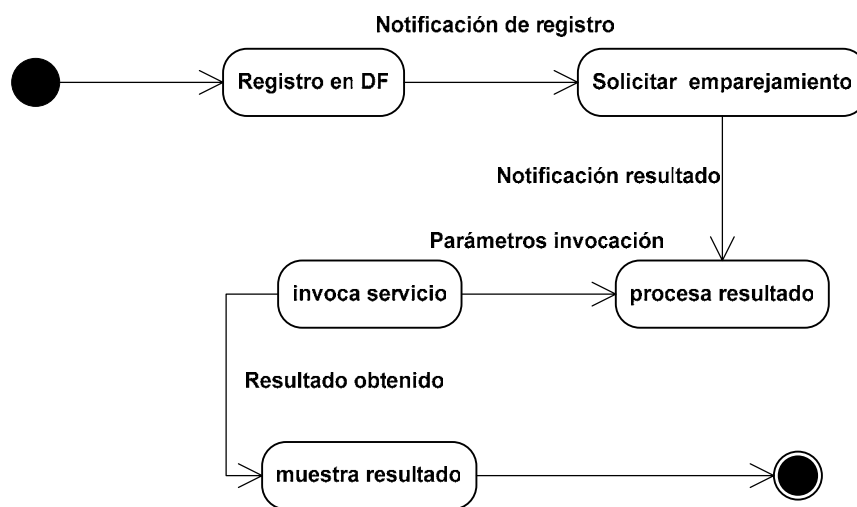 Notificación de registro
Registro en DF
Solicitar emparejamiento
Notificación resultado
Parámetros invocación
invoca servicio
procesa resultado
Resultado obtenido
muestra resultado